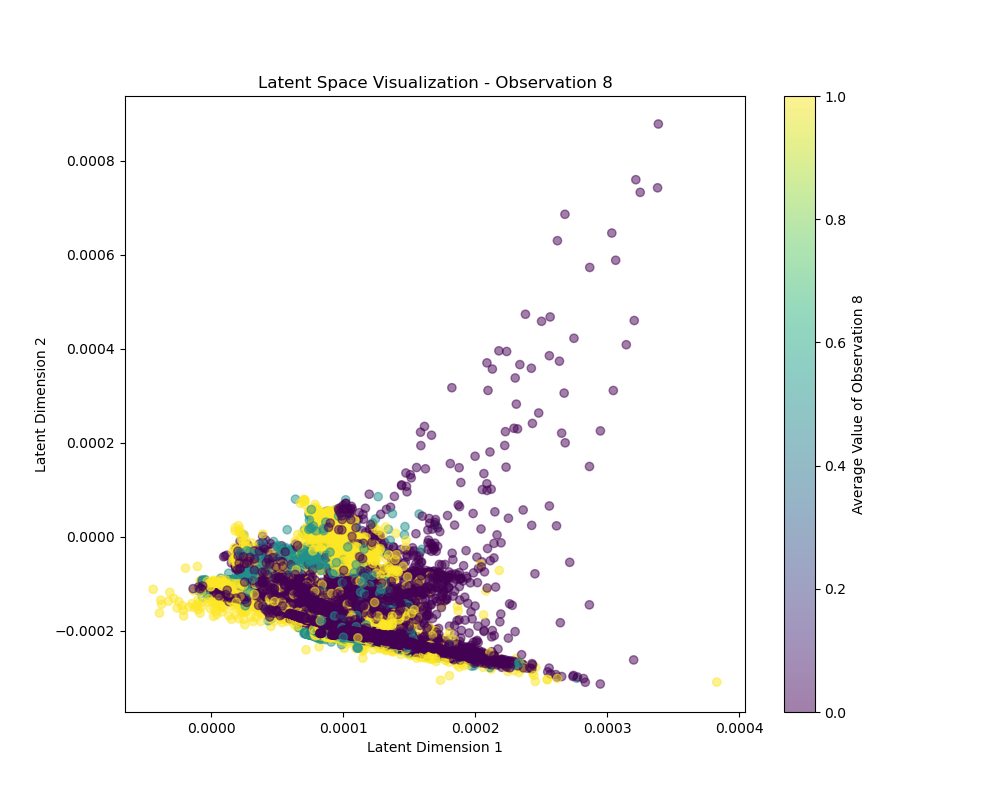 Latent Space Visualization - Observation 8
0.0008
0.0006
0.0004
0.0002
0.0000
−0.0002
Latent Dimension 2
0.0000 0.0001 0.0002 0.0003 0.0004
Latent Dimension 1
1.0
0.8
0.6
0.4
0.2
0.0
Average Value of Observation 8